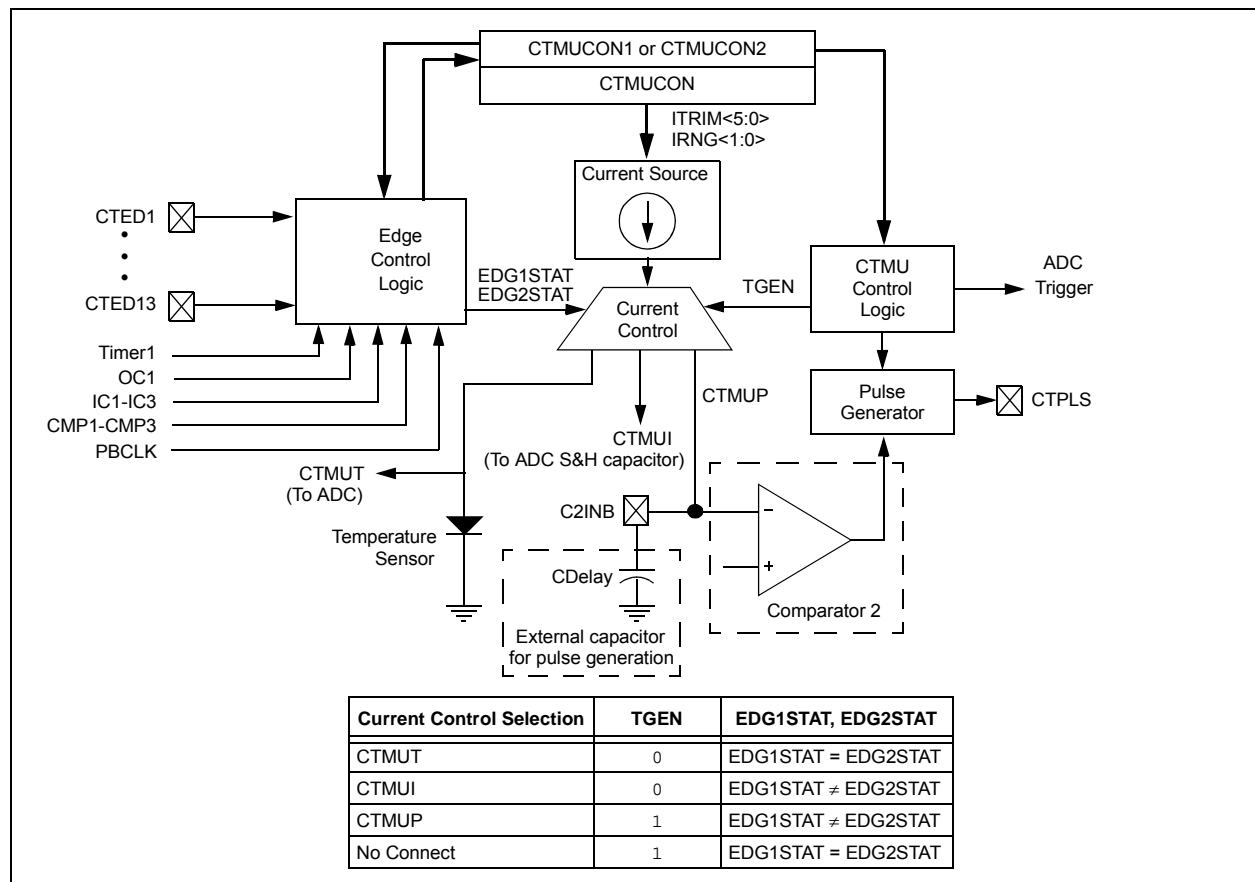 CTMUCON1 or CTMUCON2
CTMUCON
ITRIM<5:0>
IRNG<1:0>
Current Source
CTED1
•
•
•
CTED13
Edge
Control
Logic
EDG1STAT
EDG2STAT
Current
Control
TGEN
CTMU
Control
Logic
ADC
Trigger
Timer1
OC1
IC1-IC3
CMP1-CMP3
PBCLK
CTMUP
Pulse
Generator
CTPLS
CTMUI
(To ADC S&H capacitor)
CTMUT
(To ADC)
C2INB
Temperature
Sensor
CDelay
External capacitor
for pulse generation
−
+
Comparator 2
Current Control Selection TGEN EDG1STAT, EDG2STAT
CTMUT 0 EDG1STAT = EDG2STAT
CTMUI 0 EDG1STAT ≠ EDG2STAT
CTMUP 1 EDG1STAT ≠ EDG2STAT
No Connect 1 EDG1STAT = EDG2STAT